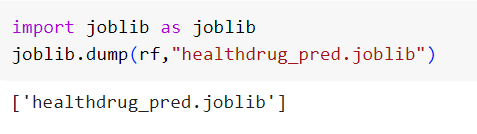 import joblib as joblib
joblib.dump(rf,"healthdrug_pred.joblib")
['healthdrug_pred.joblib']